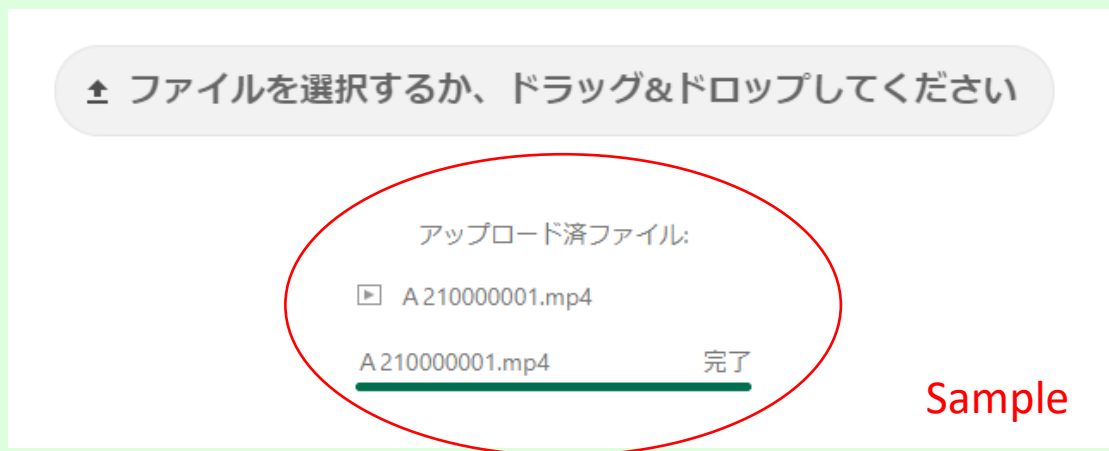 ファイルを選択するか、ドラッグ&ドロップしてください
アップロード済ファイル:
A210000001.mp4
A210000001.mp4 完了
Sample